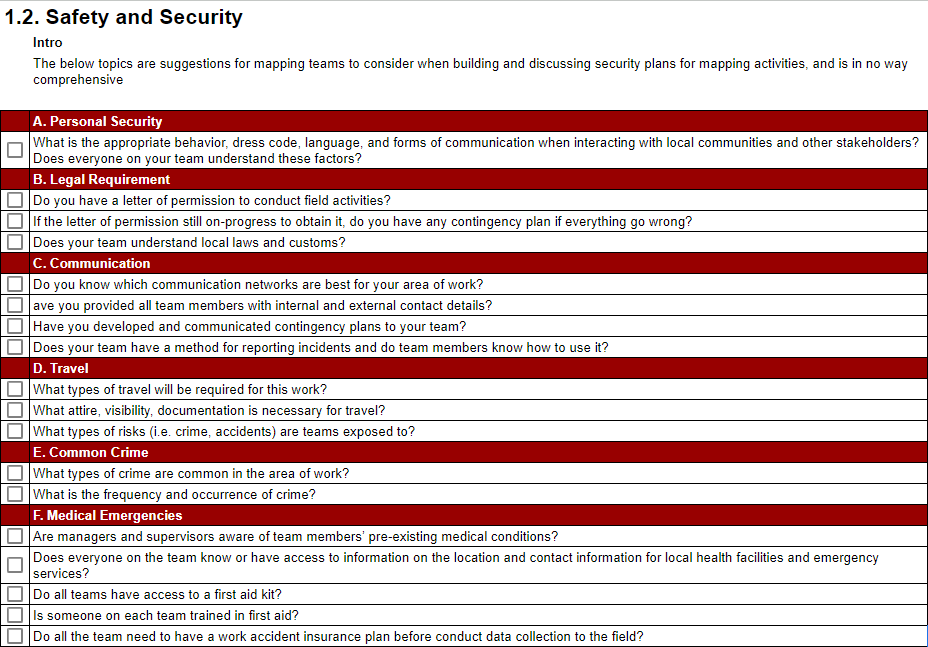 1.2. Safety and Security
Intro
The below topics are suggestions for mapping teams to consider when building and discussing security plans for mapping activities, and is in no way
comprehensive
A. Personal Security
What is the appropriate behavior, dress code, language, and forms of communication when interacting with local communities and other stakeholders?
Does everyone on your team understand these factors?
B. Legal Requirement
Do you have a letter of permission to conduct field activities?
If the letter of permission still on-progress to obtain it, do you have any contingency plan if everything go wrong?
Does your team understand local laws and customs?
C. Communication
Do you know which communication networks are best for your area of work?
ave you provided all team members with internal and external contact details?
Have you developed and communicated contingency plans to your team?
Does your team have a method for reporting incidents and do team members know how to use it?
D. Travel
What types of travel will be required for this work?
What attire, visibility, documentation is necessary for travel?
What types of risks (i.e. crime, accidents) are teams exposed to?
E. Common Crime
What types of crime are common in the area of work?
What is the frequency and occurrence of crime?
F. Medical Emergencies
Are managers and supervisors aware of team members' pre-existing medical conditions?
Does everyone on the team know or have access to information on the location and contact information for local health facilities and emergency
services?
Do all teams have access to a first aid kit?
Is someone on each team trained in first aid?
Do all the team need to have a work accident insurance plan before conduct data collection to the field?